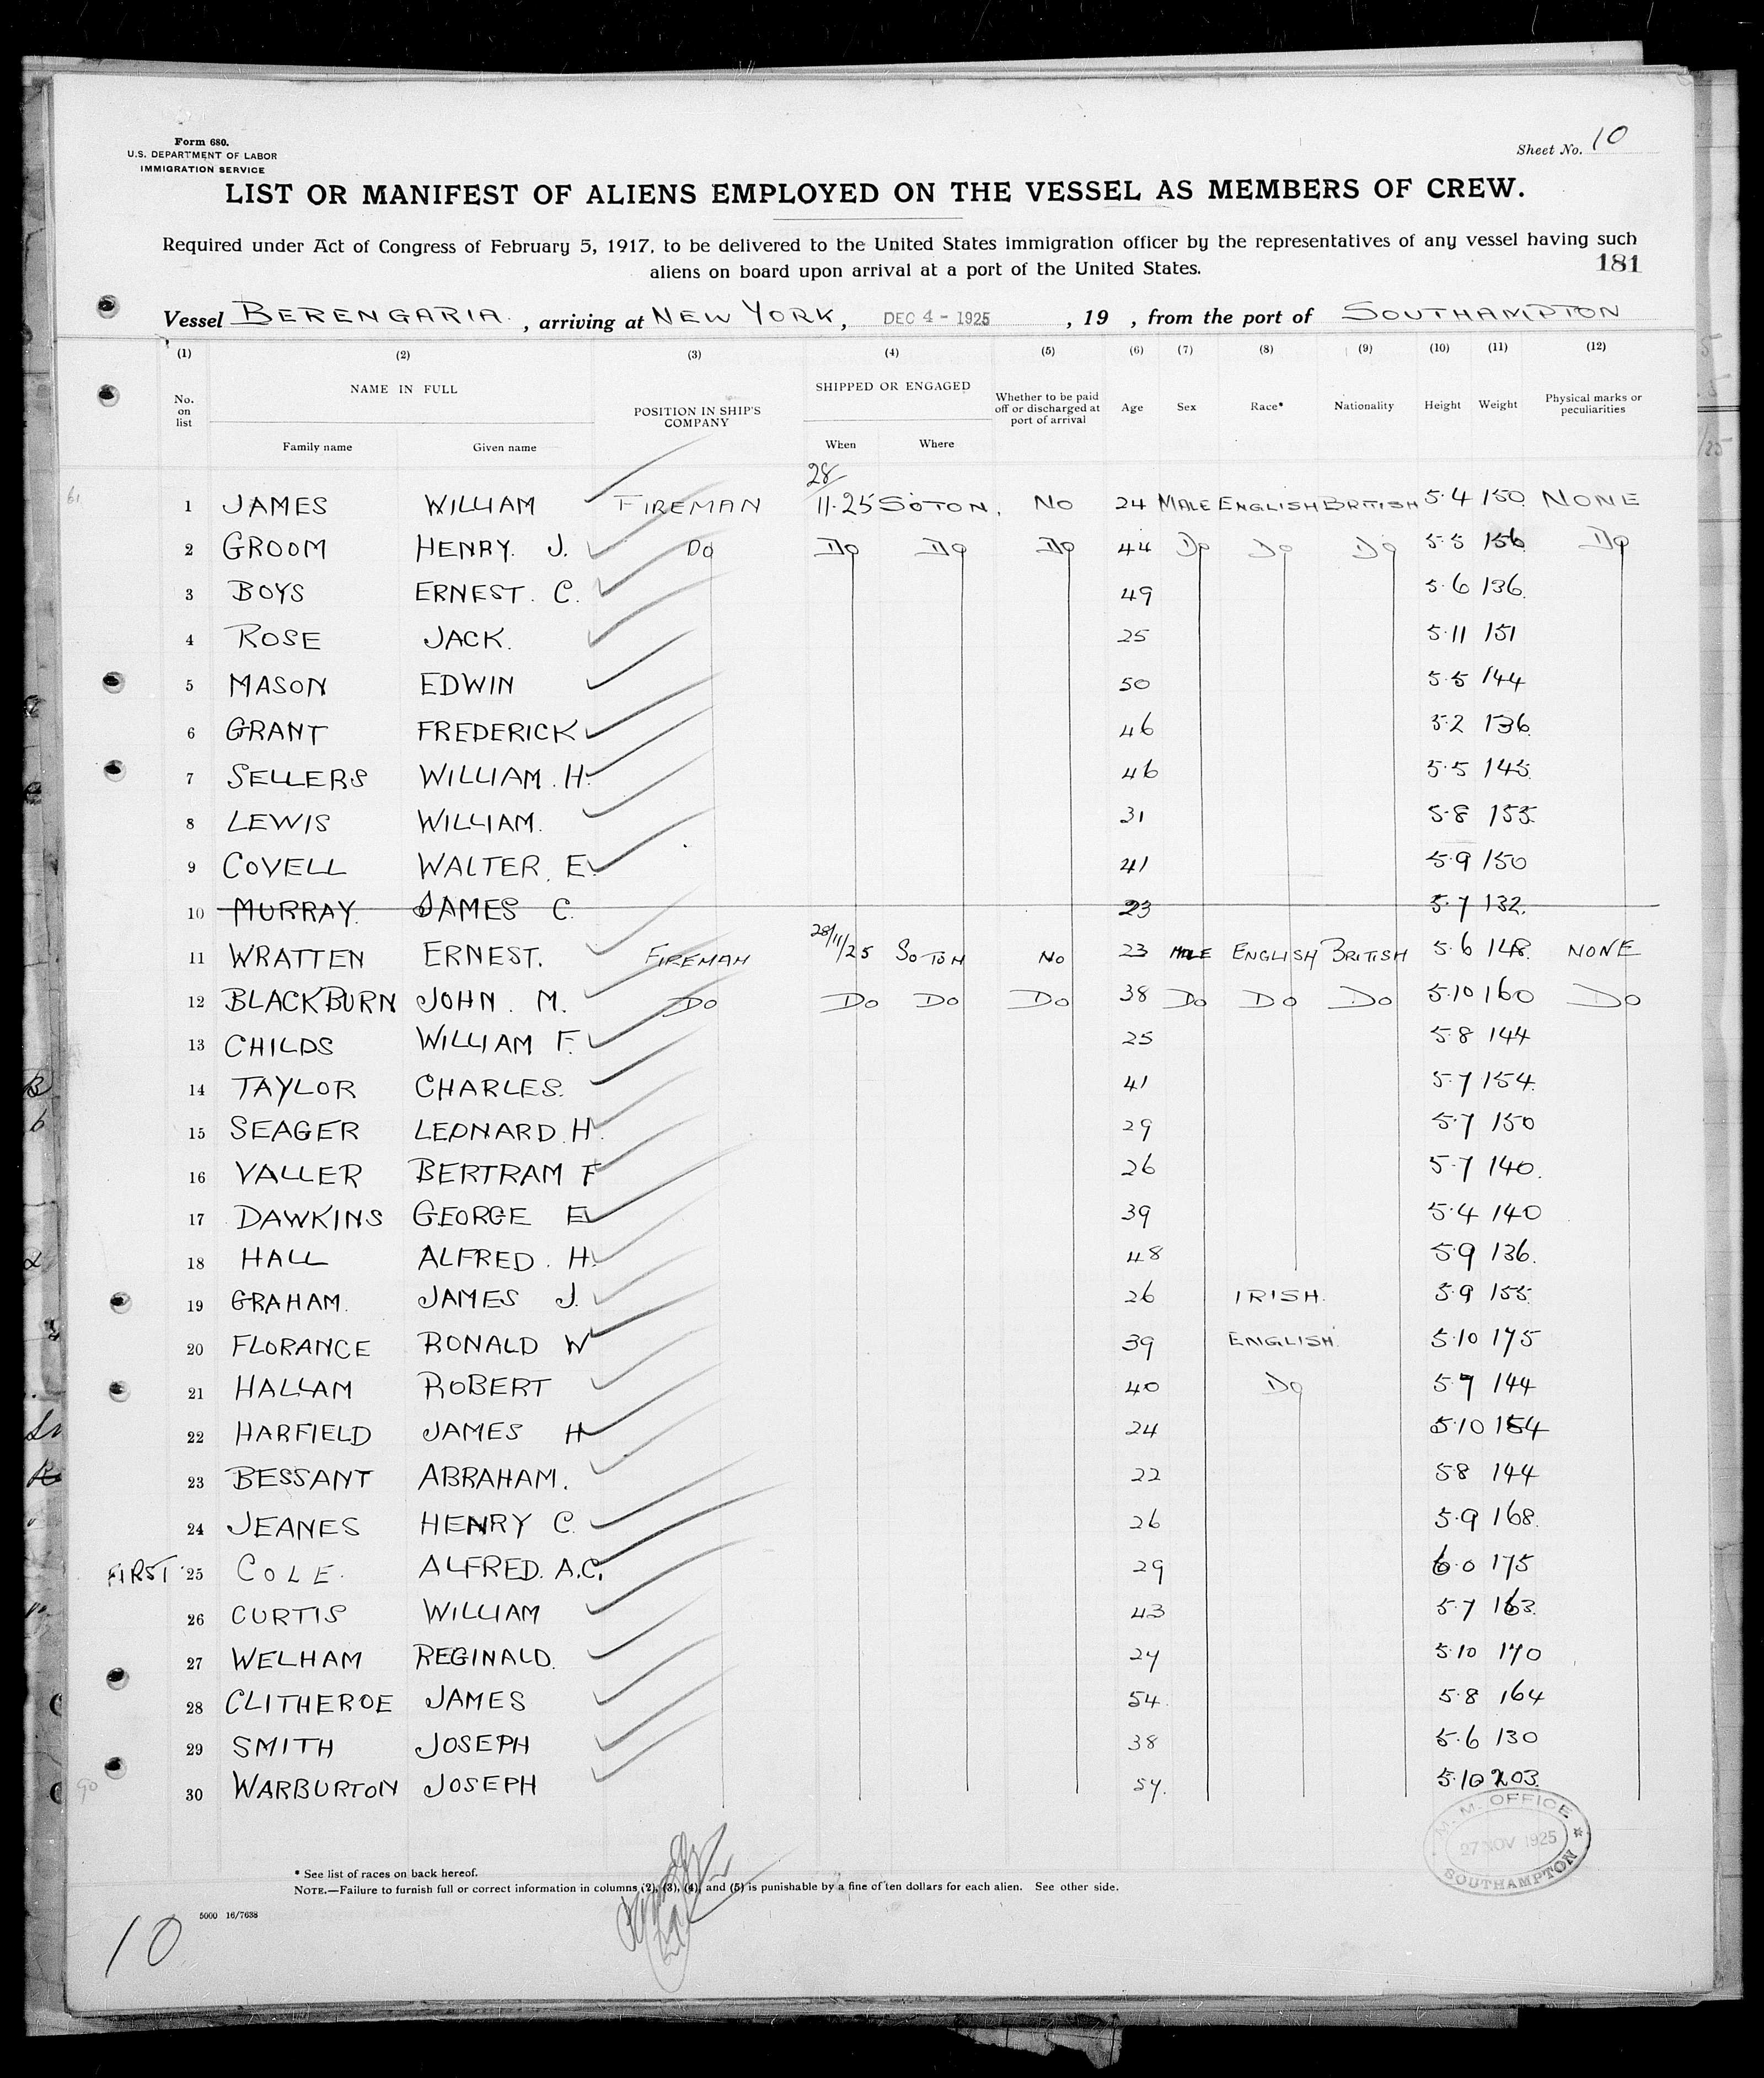 Form 680.
U.S. DEPARTMENT OF LABOR
IMMIGRATION SERVICE
Sheet No. 10
LIST OR MANIFEST OF ALIENS EMPLOYED ON THE VESSEL AS MEMBERS OF CREW.
Required under Act of Congress of February 5, 1917, to be delivered to the United States immigration officer by the representatives of any vessel having such
aliens on board upon arrival at a port of the United States.
181
Vessel BERENGARIA, arriving at NEW YORK, DEC 4 - 1925, 19 , from the port of SOUTHAMPTON
(1) (2) (3) (4) (5) (6) (7) (8) (9) (10) (11) (12)
No. on list NAME IN FULL Family name Given name POSITION IN SHIP'S COMPANY SHIPPED OR ENGAGED When Where Whether to be paid off or discharged at port of arrival Age Sex Race* Nationality Height Weight Physical marks or peculiarities
61 1 JAMES WILLIAM FIREMAN 28/11.25 SOTON. NO 24 MALE ENGLISH BRITISH 5.4 150 NONE
2 GROOM HENRY. J. Do Do Do Do 44 Do Do Do 5.5 156 Do
3 BOYS ERNEST. C. 49 5.6 136.
4 ROSE JACK. 25 5.11 151
5 MASON EDWIN 50 5.5 144
6 GRANT FREDERICK 46 5.2 136.
7 SELLERS WILLIAM. H. 46 5.5 145.
8 LEWIS WILLIAM. 31 5.8 155.
9 COVELL WALTER. E. 41 5.9 150
10 MURRAY. JAMES C. 23 5.7 132.
11 WRATTEN ERNEST. FIREMAN 28/11/25 SOTON NO 23 MALE ENGLISH BRITISH 5.6 148. NONE
12 BLACKBURN JOHN. M. Do Do Do Do 38 Do Do Do 5.10 160 Do
13 CHILDS WILLIAM F. 25 5.8 144
14 TAYLOR CHARLES. 41 5.7 154.
15 SEAGER LEONARD. H. 29 5.7 150
16 VALLER BERTRAM F 26 5.7 140.
17 DAWKINS GEORGE E 39 5.4 140
18 HALL ALFRED. H. 48 5.9 136.
19 GRAHAM. JAMES J. 26 IRISH. 5.9 155.
20 FLORANCE RONALD W 39 ENGLISH. 5.10 175
21 HALLAM ROBERT 40 Do 5.7 144
22 HARFIELD JAMES H 24 5.10 154
23 BESSANT ABRAHAM. 22 5.8 144
24 JEANES HENRY C. 26 5.9 168.
FIRST 25 COLE. ALFRED. A.C. 29 6.0 175
26 CURTIS WILLIAM 43 5.7 163.
27 WELHAM REGINALD. 24 5.10 170
28 CLITHEROE JAMES 54. 5.8 164
29 SMITH JOSEPH 38 5.6 130
90 30 WARBURTON JOSEPH 57. 5.10 203.
M.M. OFFICE
27 NOV 1925
SOUTHAMPTON
* See list of races on back hereof.
NOTE.—Failure to furnish full or correct information in columns (2), (3), (4), and (5) is punishable by a fine of ten dollars for each alien. See other side.
5000 16/7638
10